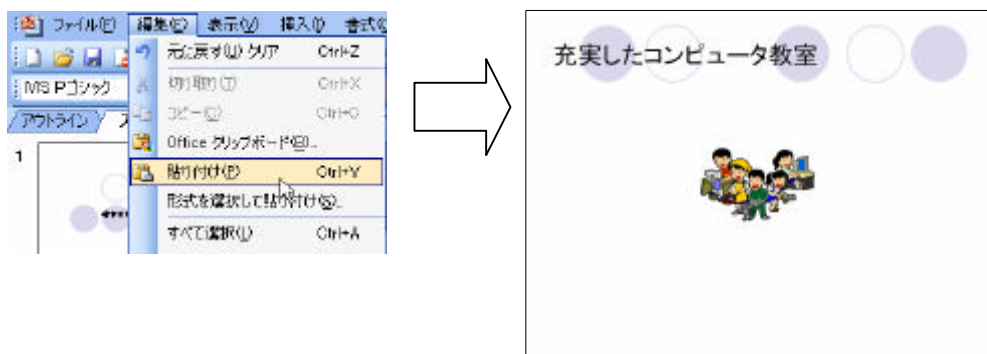 ファイル(F) 編集(E) 表示(V) 挿入(I) 書式(O)
MS Pゴシック
アウトライン
1
元に戻す(U) クリア Ctrl+Z
切り取り(T) Ctrl+X
コピー(C) Ctrl+C
Office クリップボード(B)...
貼り付け(P) Ctrl+V
形式を選択して貼り付け(S)...
すべて選択(L) Ctrl+A
充実したコンピュータ教室